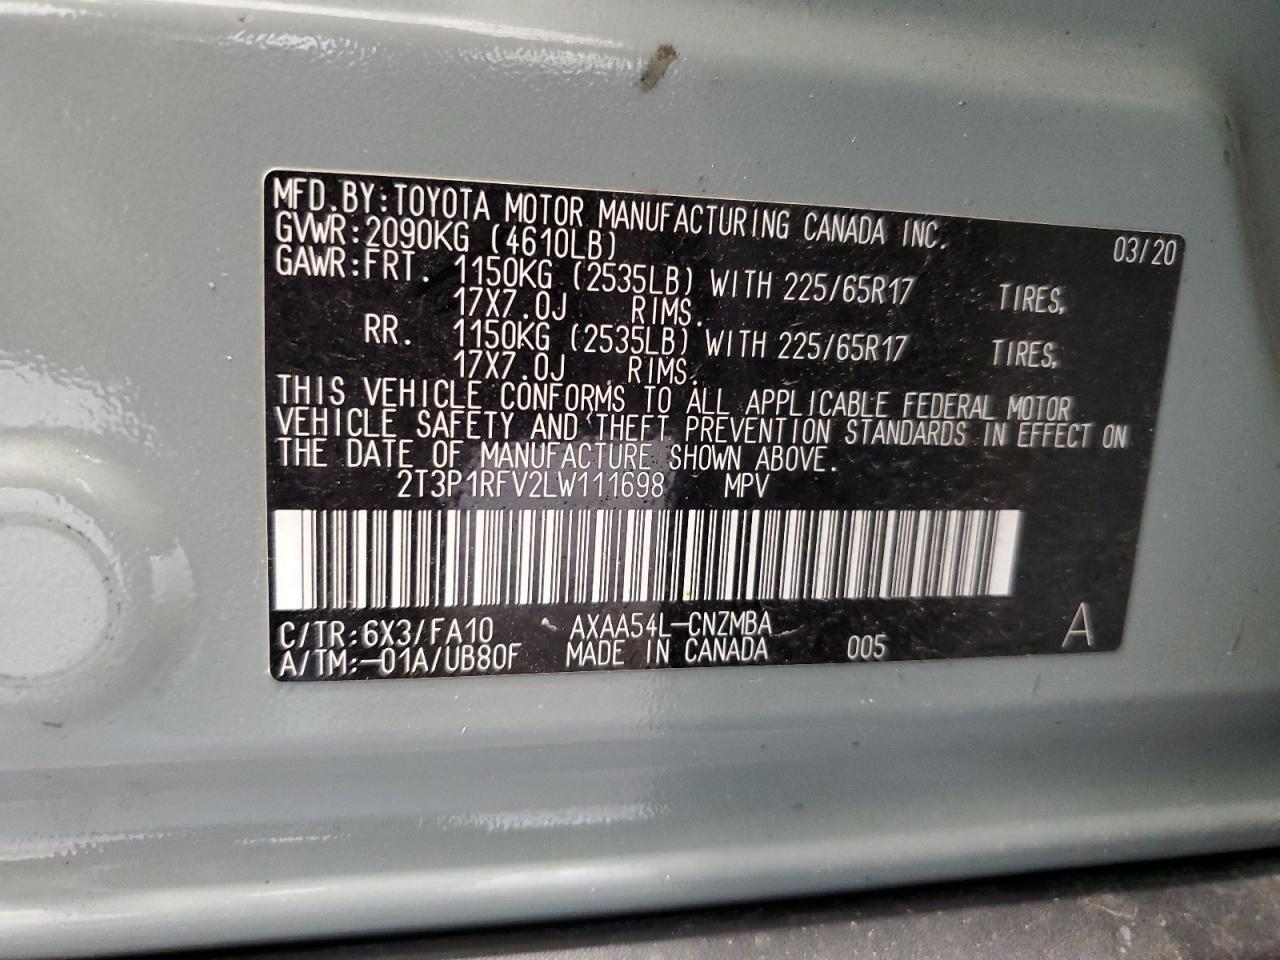 MFD.BY:TOYOTA MOTOR MANUFACTURING CANADA INC. 03/20
GVWR:2090KG (4610LB)
GAWR:FRT. 1150KG (2535LB) WITH 225/65R17 TIRES,
17X7.0J RIMS.
RR. 1150KG (2535LB) WITH 225/65R17 TIRES,
17X7.0J RIMS.
THIS VEHICLE CONFORMS TO ALL APPLICABLE FEDERAL MOTOR
VEHICLE SAFETY AND THEFT PREVENTION STANDARDS IN EFFECT ON
THE DATE OF MANUFACTURE SHOWN ABOVE.
2T3P1RFV2LW111698 MPV
C/TR:6X3/FA10 AXAA54L-CNZMBA A
A/TM:-01A/UB80F MADE IN CANADA 005